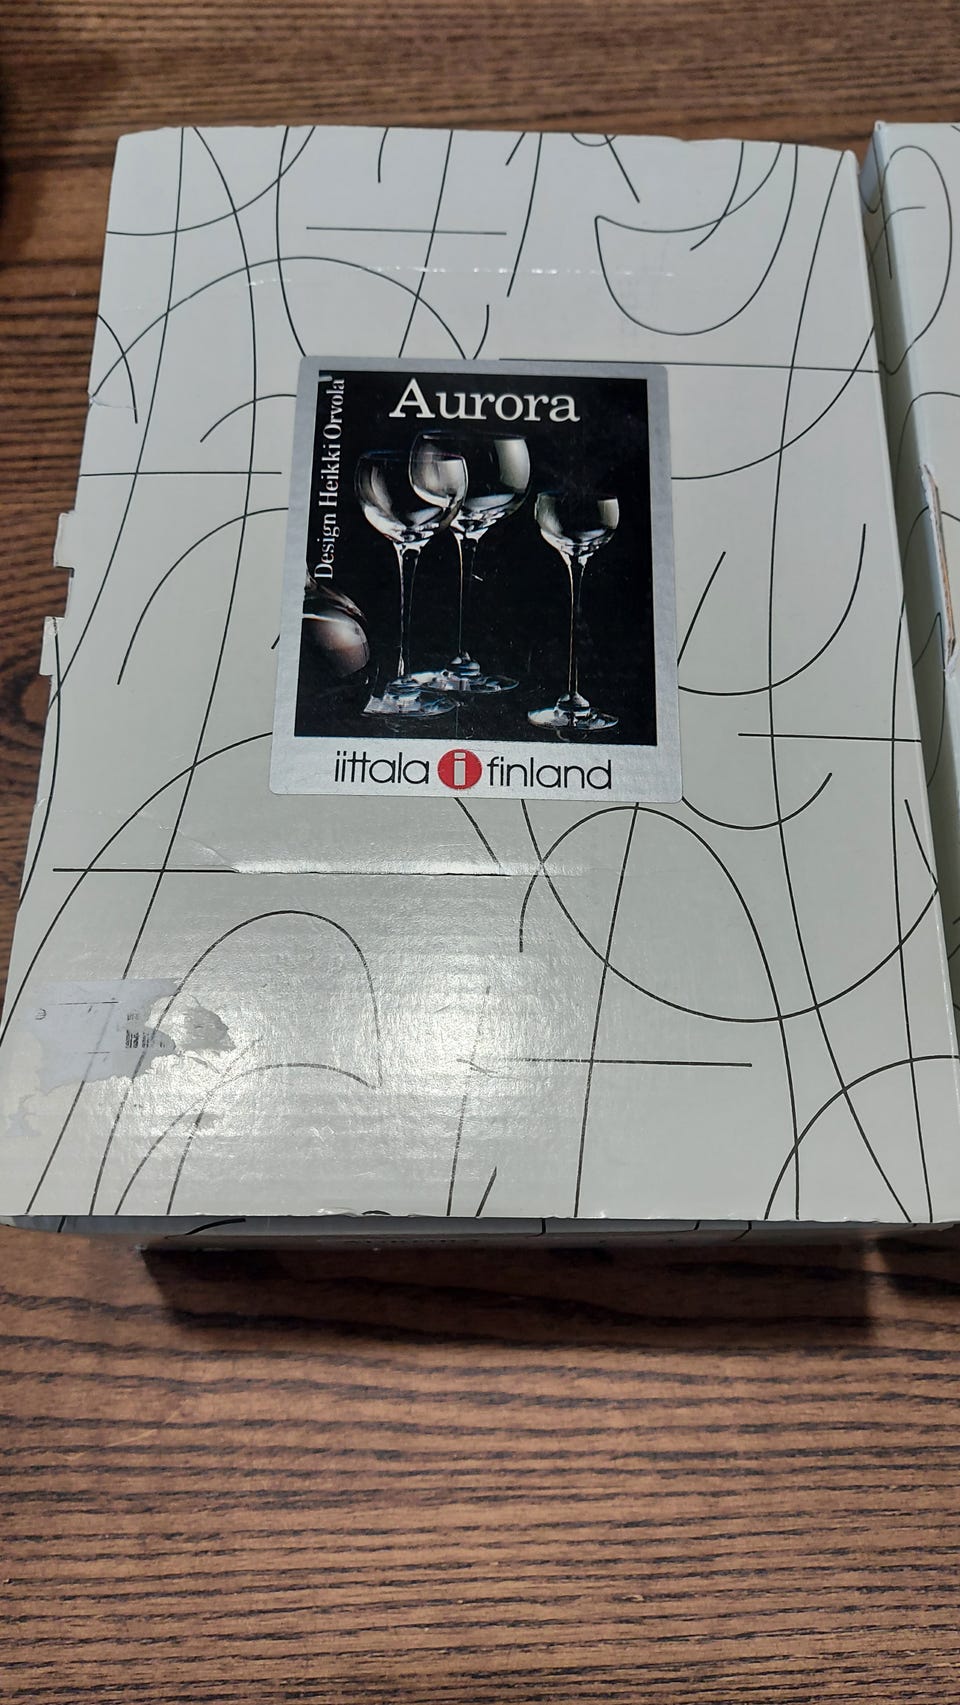 Aurora
Design Heikki Orvola
iittala i finland